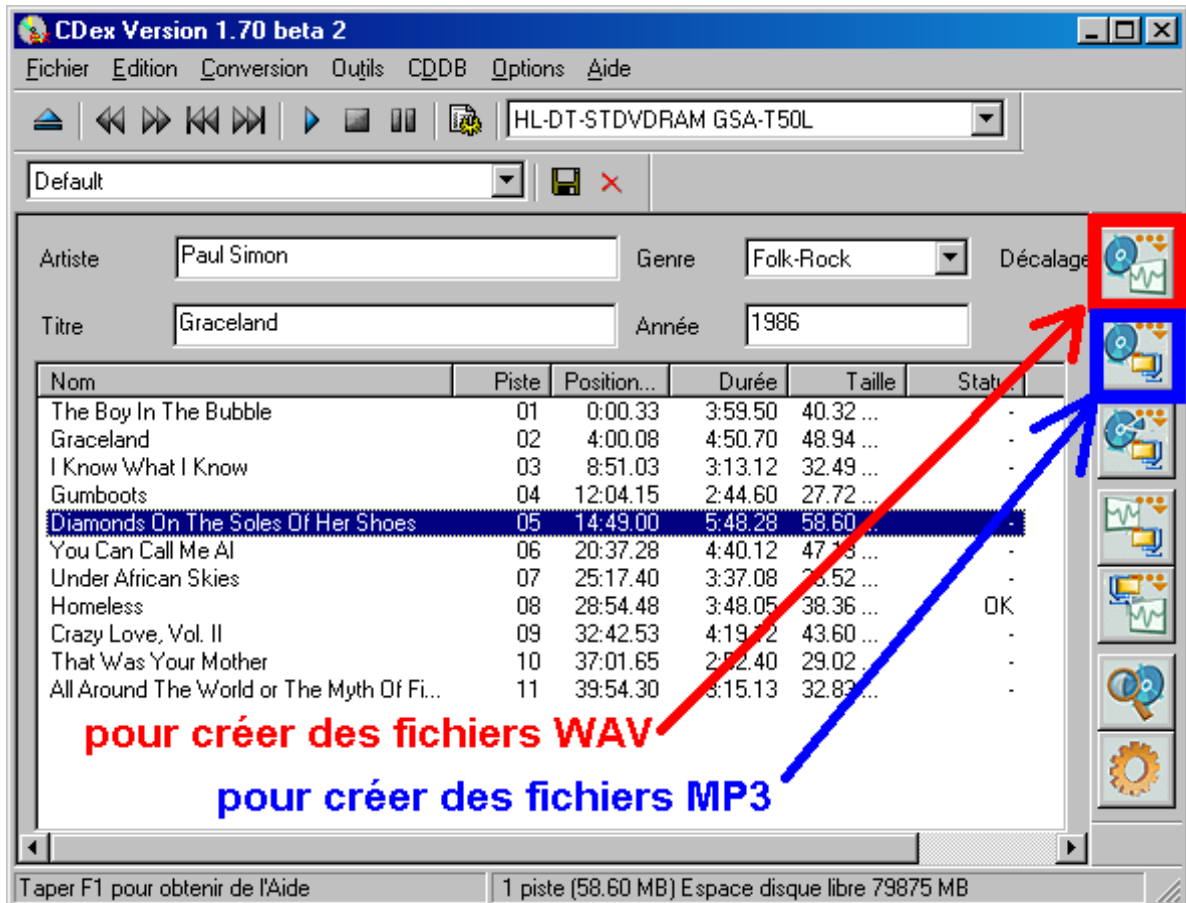 CDex Version 1.70 beta 2
Fichier Edition Conversion Outils CDDB Options Aide
HL-DT-STDVDRAM GSA-T50L
Default
Artiste Paul Simon Genre Folk-Rock Décalage
Titre Graceland Année 1986
Nom Piste Position... Durée Taille Statu
The Boy In The Bubble 01 0:00.33 3:59.50 40.32 ... -
Graceland 02 4:00.08 4:50.70 48.94 ... -
I Know What I Know 03 8:51.03 3:13.12 32.49 ... -
Gumboots 04 12:04.15 2:44.60 27.72 ... -
Diamonds On The Soles Of Her Shoes 05 14:49.00 5:48.28 58.60 ... -
You Can Call Me Al 06 20:37.28 4:40.12 ... -
Under African Skies 07 25:17.40 3:37.08 ... -
Homeless 08 28:54.48 3:48.05 38.36 ... OK
Crazy Love, Vol. II 09 32:42.53 43.60 ... -
That Was Your Mother 10 37:01.65 29.02 ... -
All Around The World or The Myth Of Fi... 11 39:54.30 3:15.13 32.83 ... -
pour créer des fichiers WAV
pour créer des fichiers MP3
Taper F1 pour obtenir de l'Aide 1 piste (58.60 MB) Espace disque libre 79875 MB